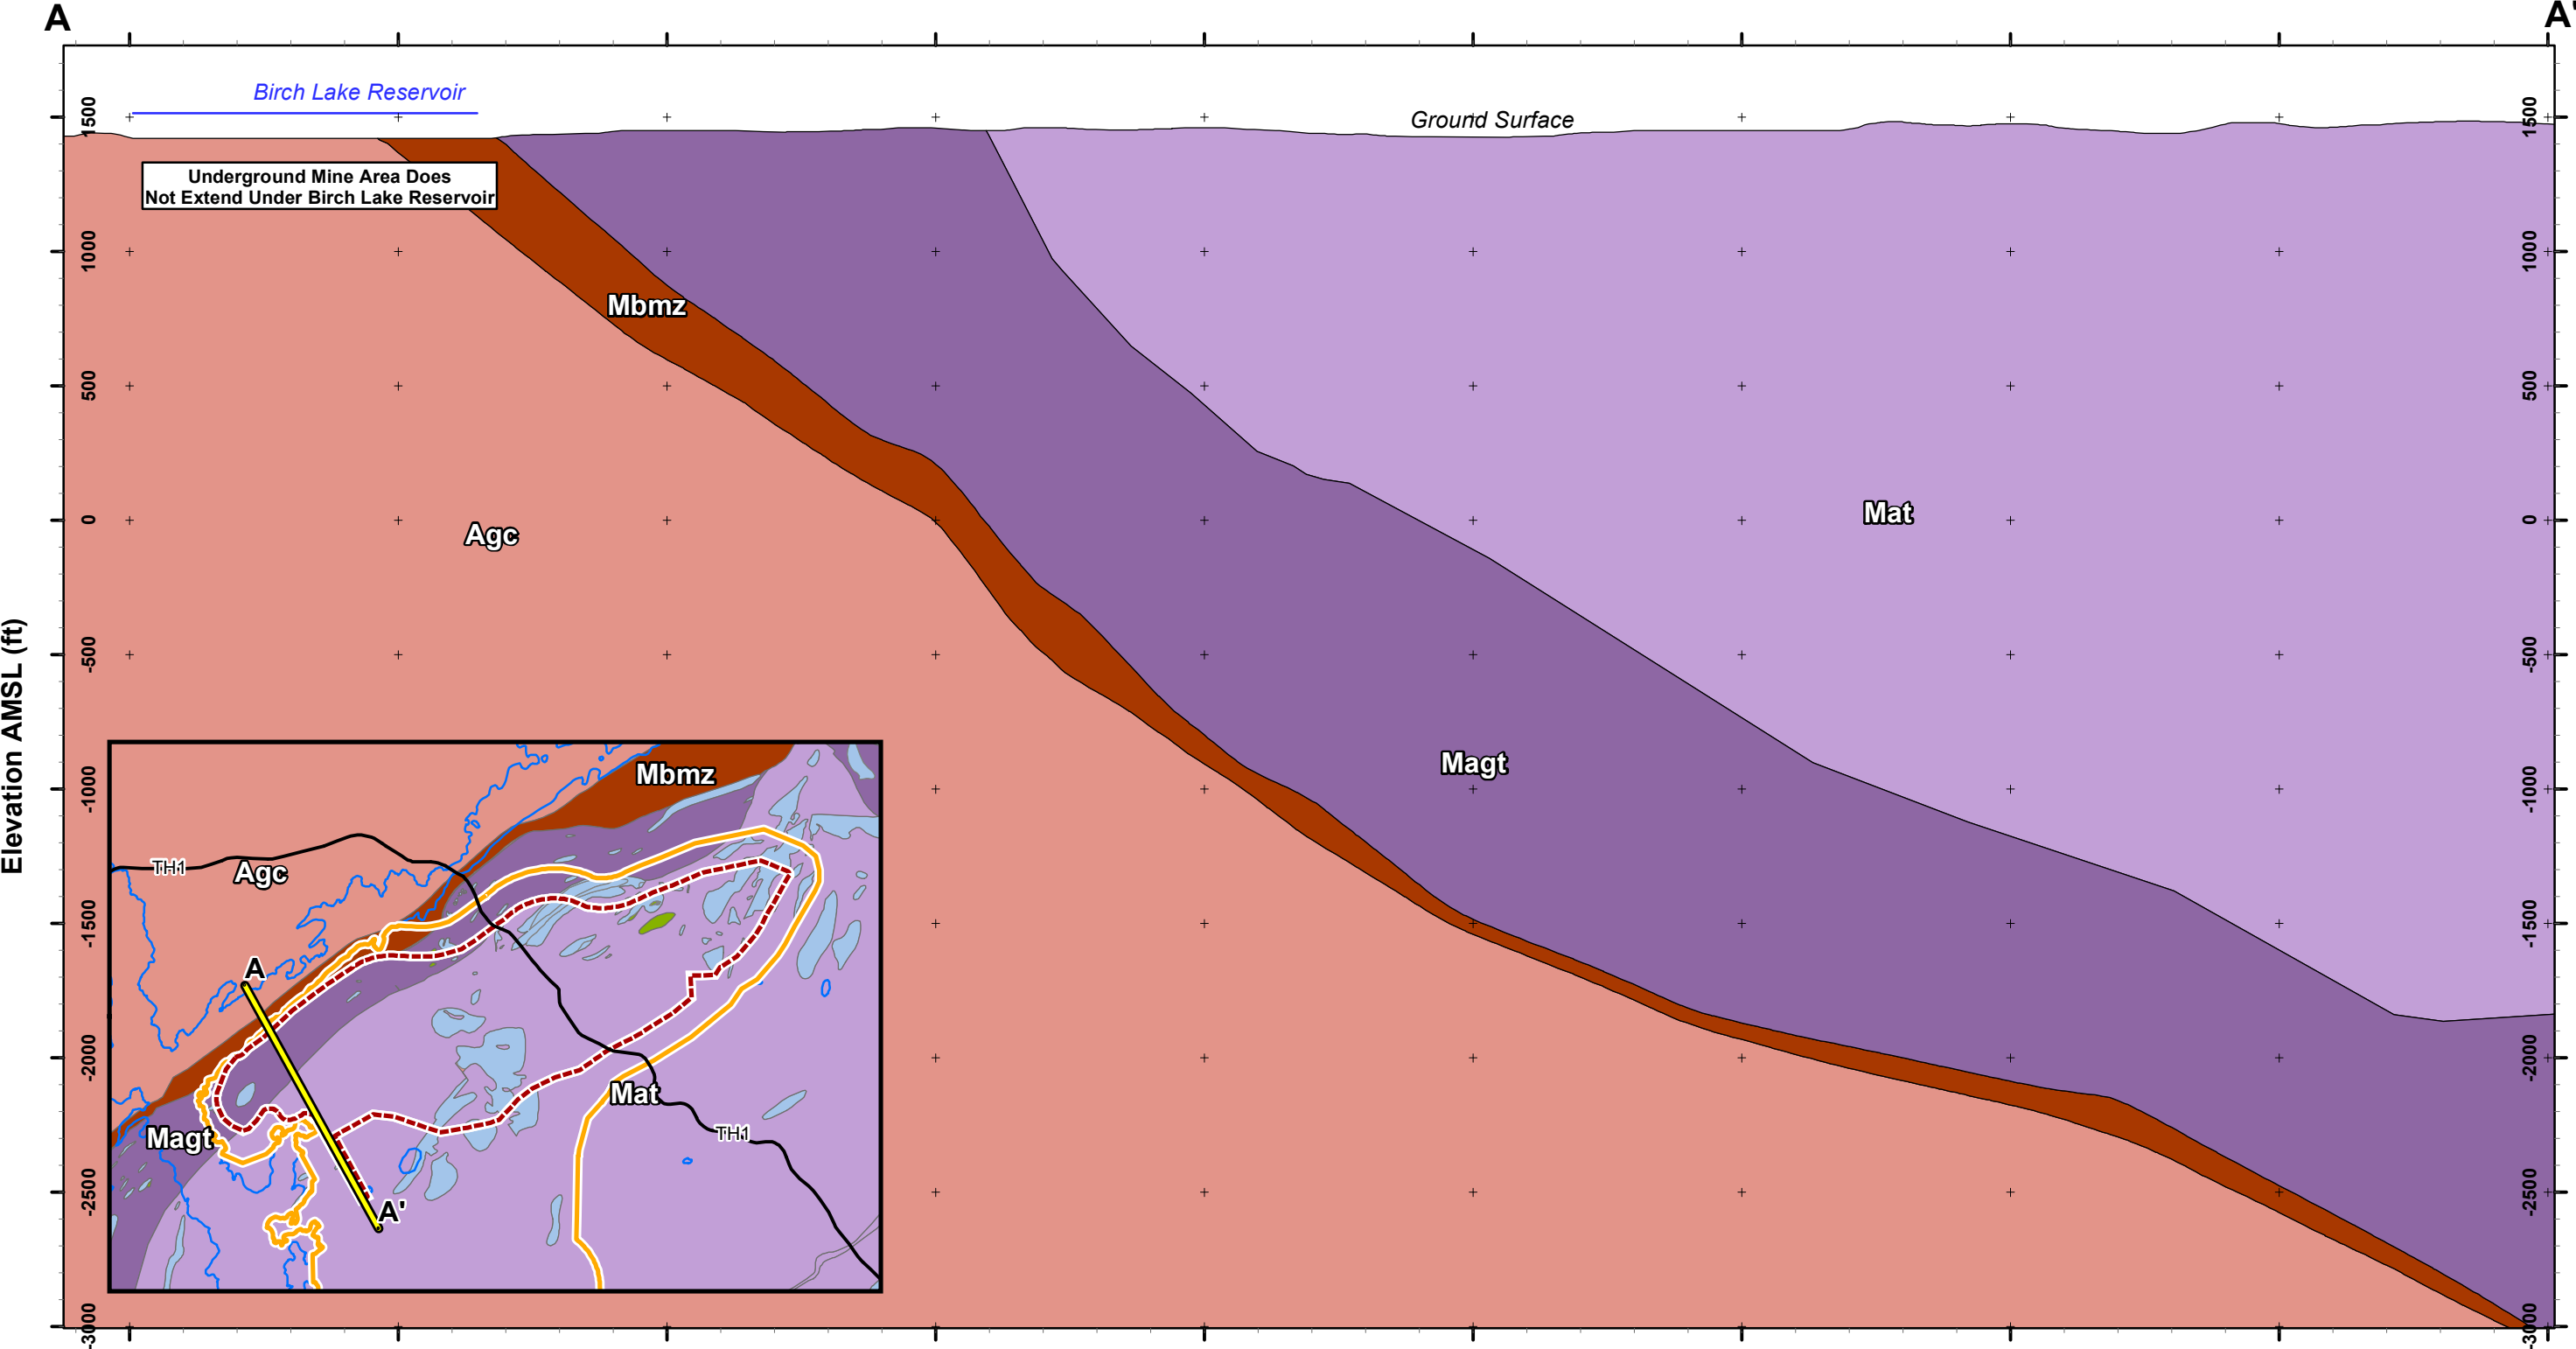 A
A'
Birch Lake Reservoir
Ground Surface
Underground Mine Area Does
Not Extend Under Birch Lake Reservoir
Elevation AMSL (ft)
1500
1000
500
0
-500
-1000
-1500
-2000
-2500
-3000
1500
1000
500
0
-500
-1000
-1500
-2000
-2500
-3000
Mbmz
Agc
Mat
Magt
Mbmz
TH1
Agc
A
Mat
Magt
TH1
A'